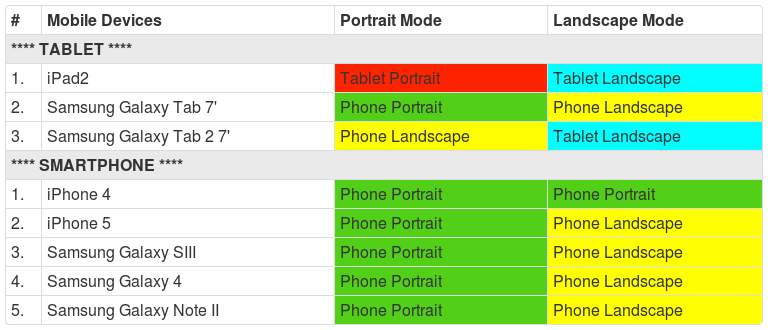 # Mobile Devices Portrait Mode Landscape Mode
**** TABLET ****
1. iPad2 Tablet Portrait Tablet Landscape
2. Samsung Galaxy Tab 7' Phone Portrait Phone Landscape
3. Samsung Galaxy Tab 2 7' Phone Landscape Tablet Landscape
**** SMARTPHONE ****
1. iPhone 4 Phone Portrait Phone Portrait
2. iPhone 5 Phone Portrait Phone Landscape
3. Samsung Galaxy SIII Phone Portrait Phone Landscape
4. Samsung Galaxy 4 Phone Portrait Phone Landscape
5. Samsung Galaxy Note II Phone Portrait Phone Landscape